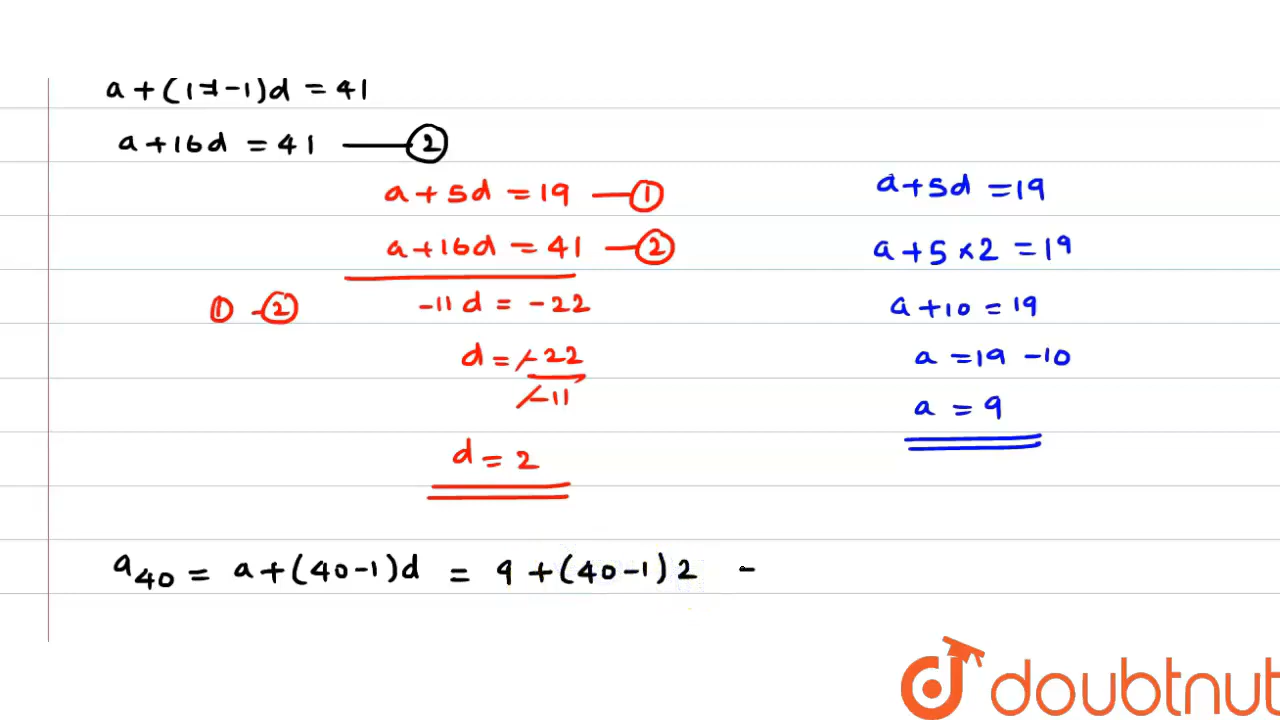 a + (17 - 1)d = 41
a + 16d = 41 —— ②
a + 5d = 19 — ①
a + 16d = 41 — ②
① - ②
-11d = -22
d = -22
-11
d = 2
a + 5d = 19
a + 5 × 2 = 19
a + 10 = 19
a = 19 - 10
a = 9
a₄₀ = a + (40 - 1)d = 9 + (40 - 1) 2 -
doubtnut